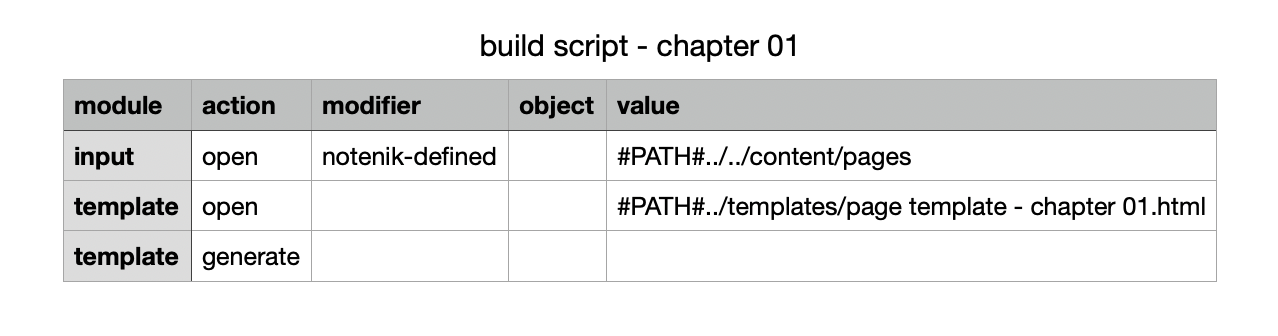 build script - chapter 01
module action modifier object value
input open notenik-defined #PATH#../../content/pages
template open #PATH#../templates/page template - chapter 01.html
template generate